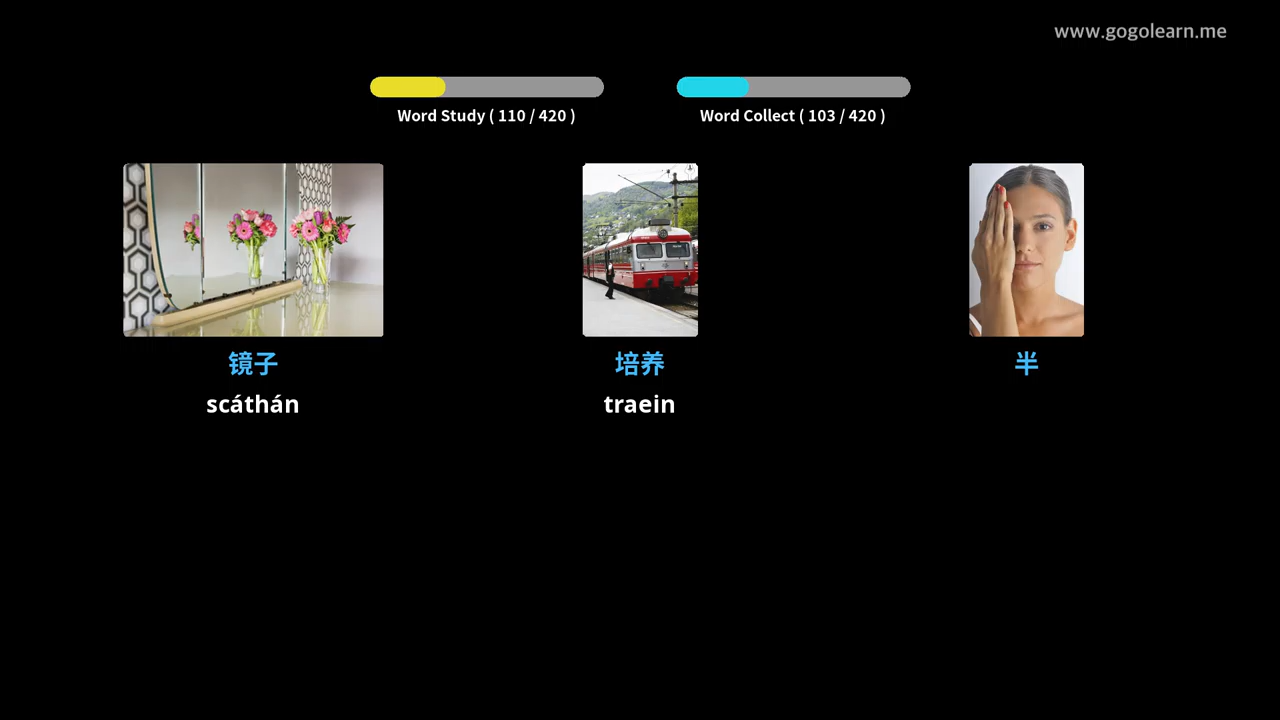 www.gogolearn.me
Word Study ( 110 / 420 )
Word Collect ( 103 / 420 )
镜子
培养
半
scáthán
traein